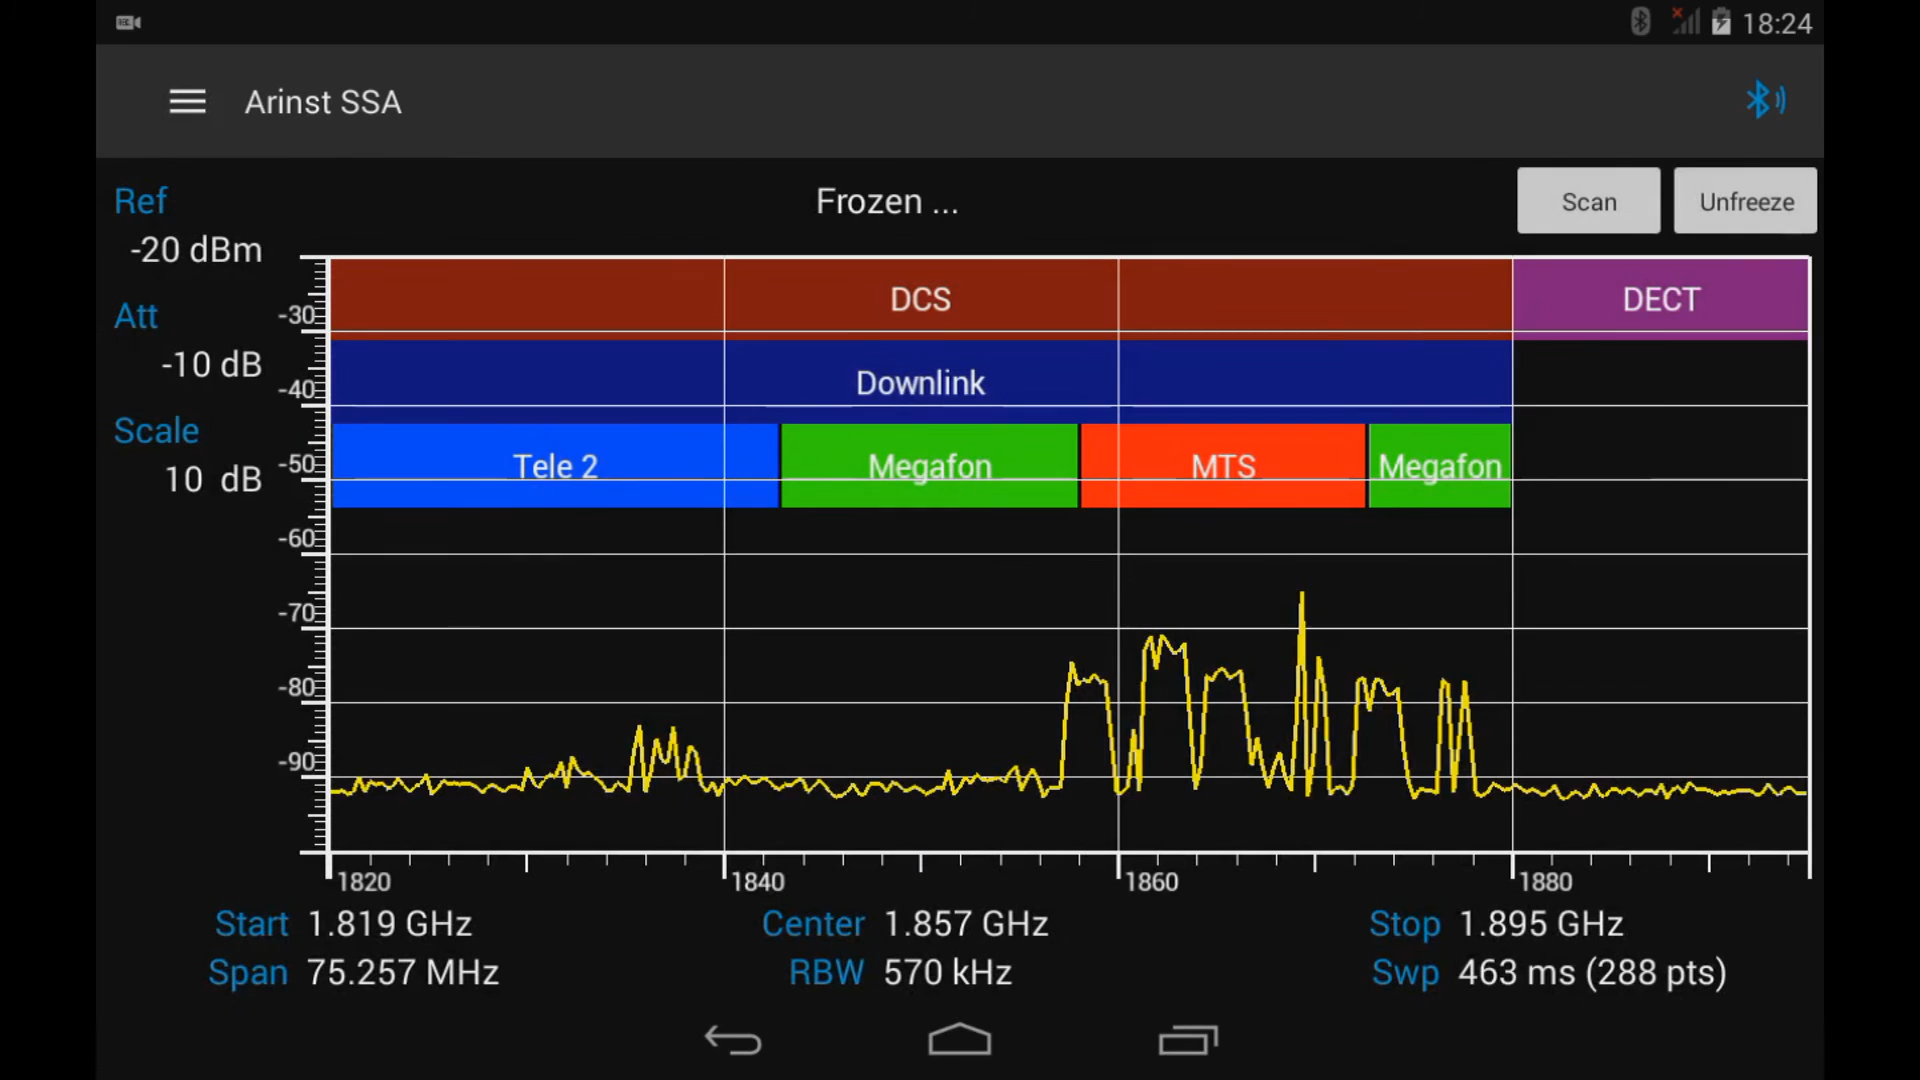 REC
18:24
Arinst SSA
Ref
-20 dBm
Frozen ...
Scan
Unfreeze
Att
-10 dB
Scale
10 dB
-30
-40
-50
-60
-70
-80
-90
DCS
DECT
Downlink
Tele 2
Megafon
MTS
Megafon
1820
1840
1860
1880
Start 1.819 GHz
Center 1.857 GHz
Stop 1.895 GHz
Span 75.257 MHz
RBW 570 kHz
Swp 463 ms (288 pts)